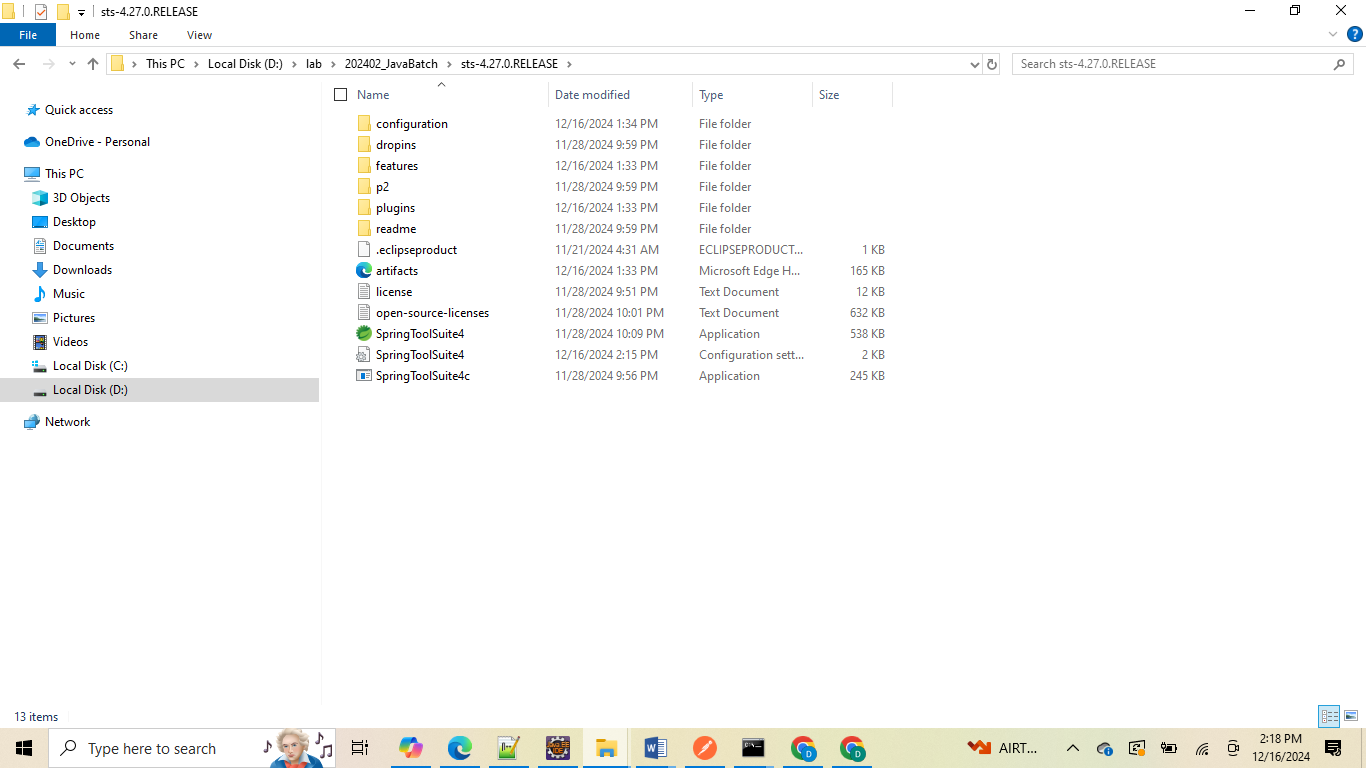 sts-4.27.0.RELEASE
File Home Share View
This PC Local Disk (D:) lab 202402_JavaBatch sts-4.27.0.RELEASE Search sts-4.27.0.RELEASE
Name Date modified Type Size
Quick access
OneDrive - Personal
This PC
3D Objects
Desktop
Documents
Downloads
Music
Pictures
Videos
Local Disk (C:)
Local Disk (D:)
Network
configuration 12/16/2024 1:34 PM File folder
dropins 11/28/2024 9:59 PM File folder
features 12/16/2024 1:33 PM File folder
p2 11/28/2024 9:59 PM File folder
plugins 12/16/2024 1:33 PM File folder
readme 11/28/2024 9:59 PM File folder
.eclipseproduct 11/21/2024 4:31 AM ECLIPSEPRODUCT... 1 KB
artifacts 12/16/2024 1:33 PM Microsoft Edge H... 165 KB
license 11/28/2024 9:51 PM Text Document 12 KB
open-source-licenses 11/28/2024 10:01 PM Text Document 632 KB
SpringToolSuite4 11/28/2024 10:09 PM Application 538 KB
SpringToolSuite4 12/16/2024 2:15 PM Configuration sett... 2 KB
SpringToolSuite4c 11/28/2024 9:56 PM Application 245 KB
13 items
Type here to search AIRT... 2:18 PM
12/16/2024